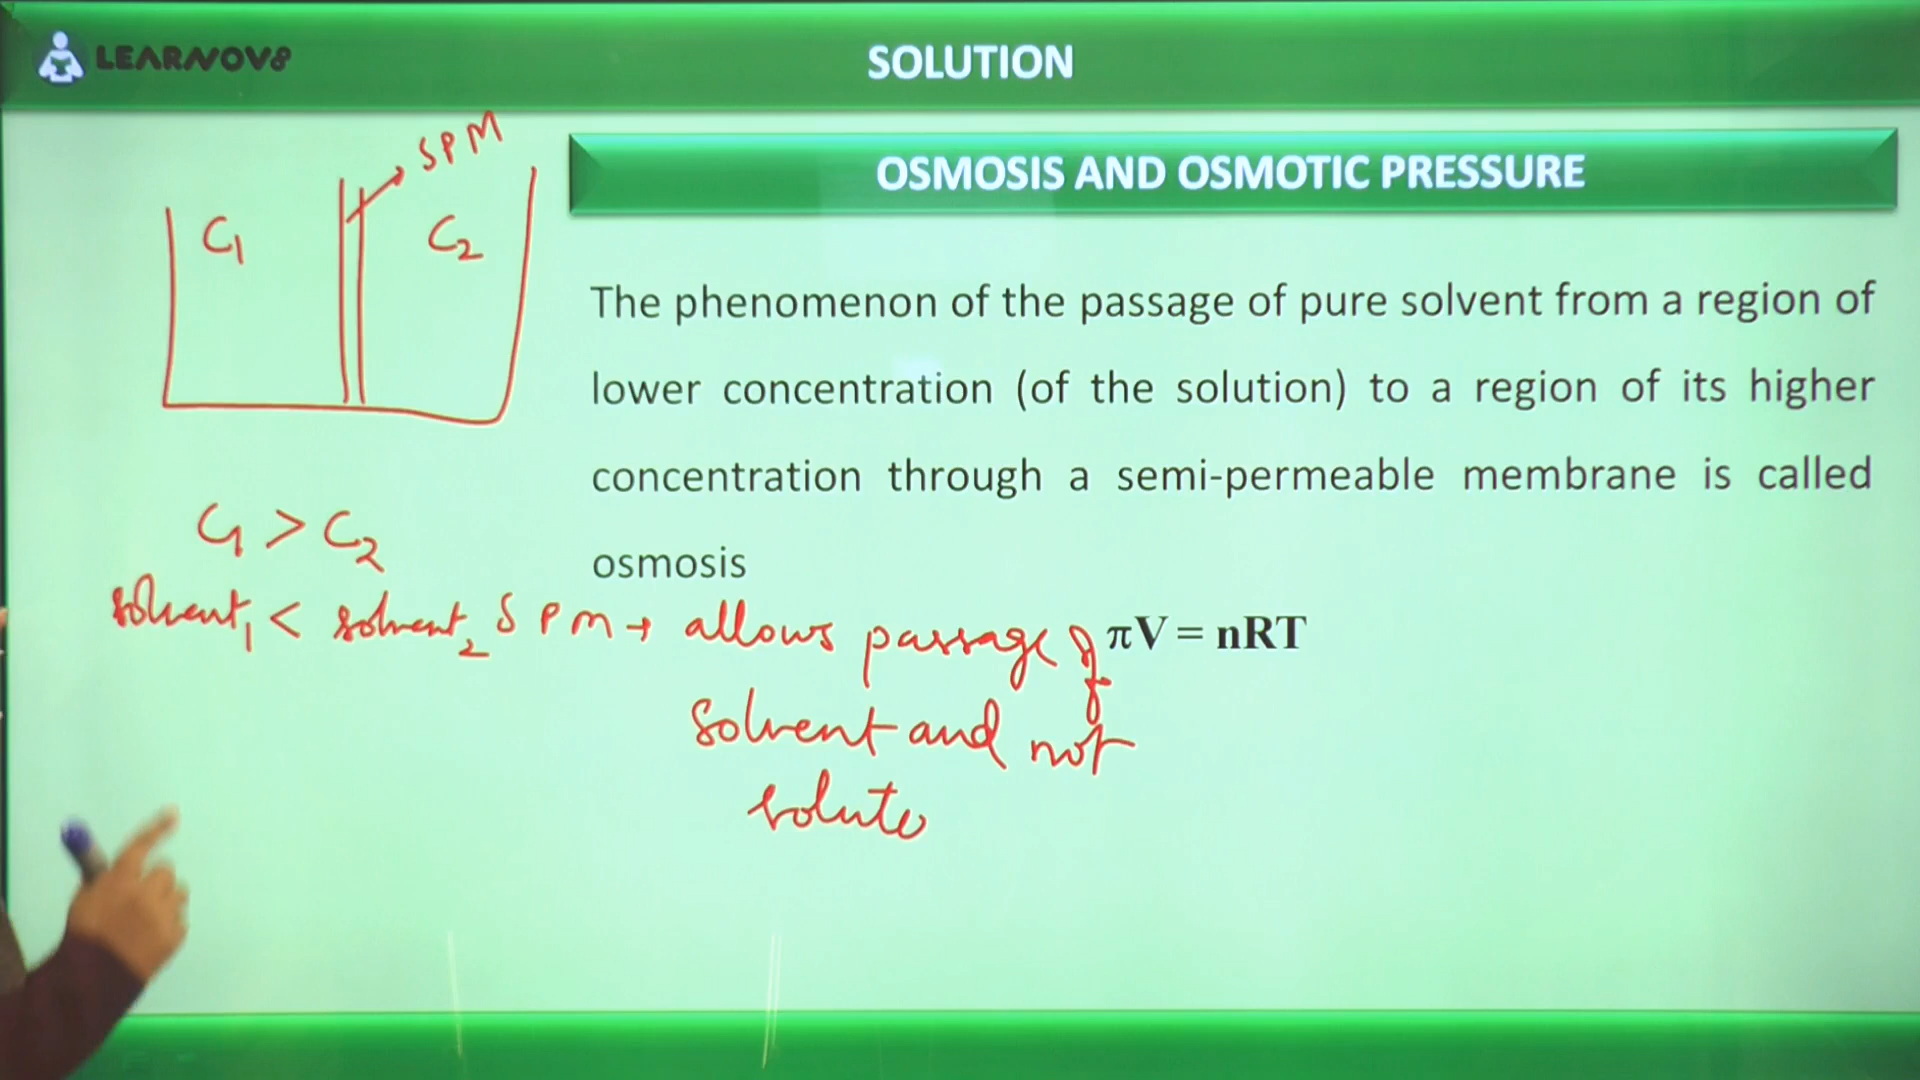 LEARNOV8
SOLUTION
SPM
C1
C2
OSMOSIS AND OSMOTIC PRESSURE
The phenomenon of the passage of pure solvent from a region of
lower concentration (of the solution) to a region of its higher
concentration through a semi-permeable membrane is called
osmosis
C1 > C2
solvent1 < solvent2
SPM → allows passage of
solvent and not
solute
πV = nRT